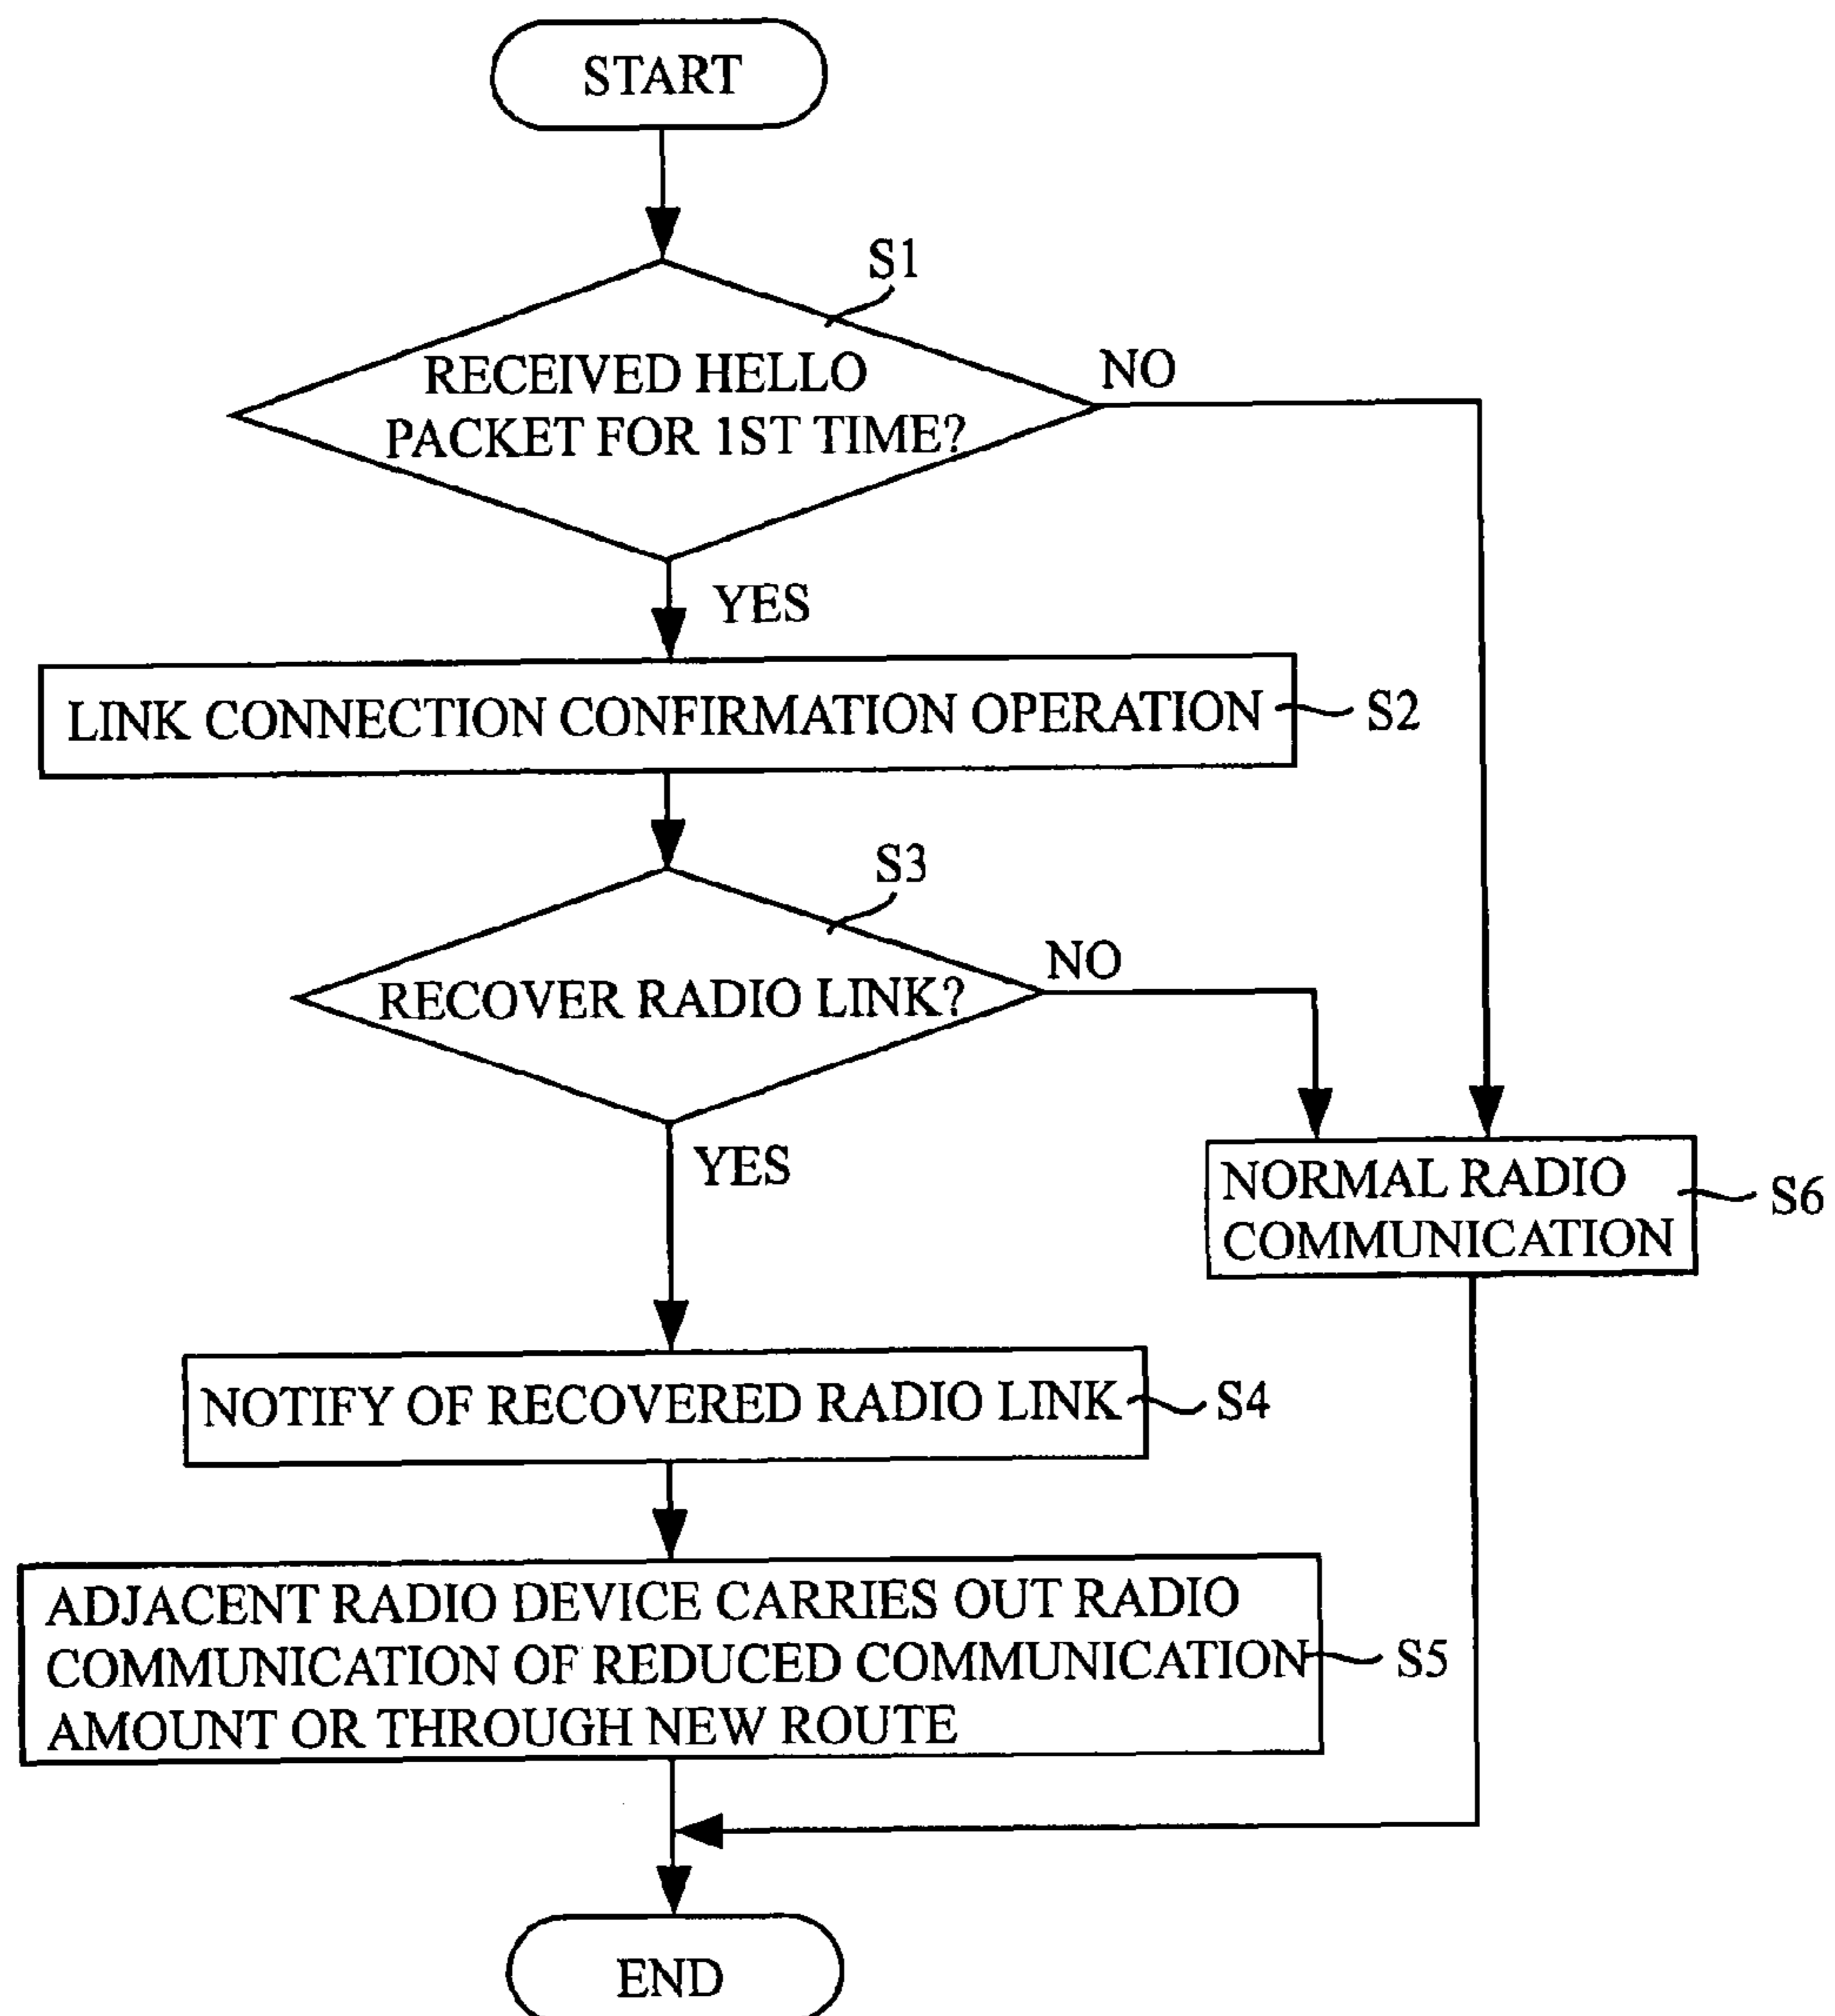 START
S1
RECEIVED HELLO
PACKET FOR 1ST TIME?
NO
YES
LINK CONNECTION CONFIRMATION OPERATION
S2
S3
RECOVER RADIO LINK?
NO
YES
NORMAL RADIO
COMMUNICATION
S6
NOTIFY OF RECOVERED RADIO LINK
S4
ADJACENT RADIO DEVICE CARRIES OUT RADIO
COMMUNICATION OF REDUCED COMMUNICATION
AMOUNT OR THROUGH NEW ROUTE
S5
END